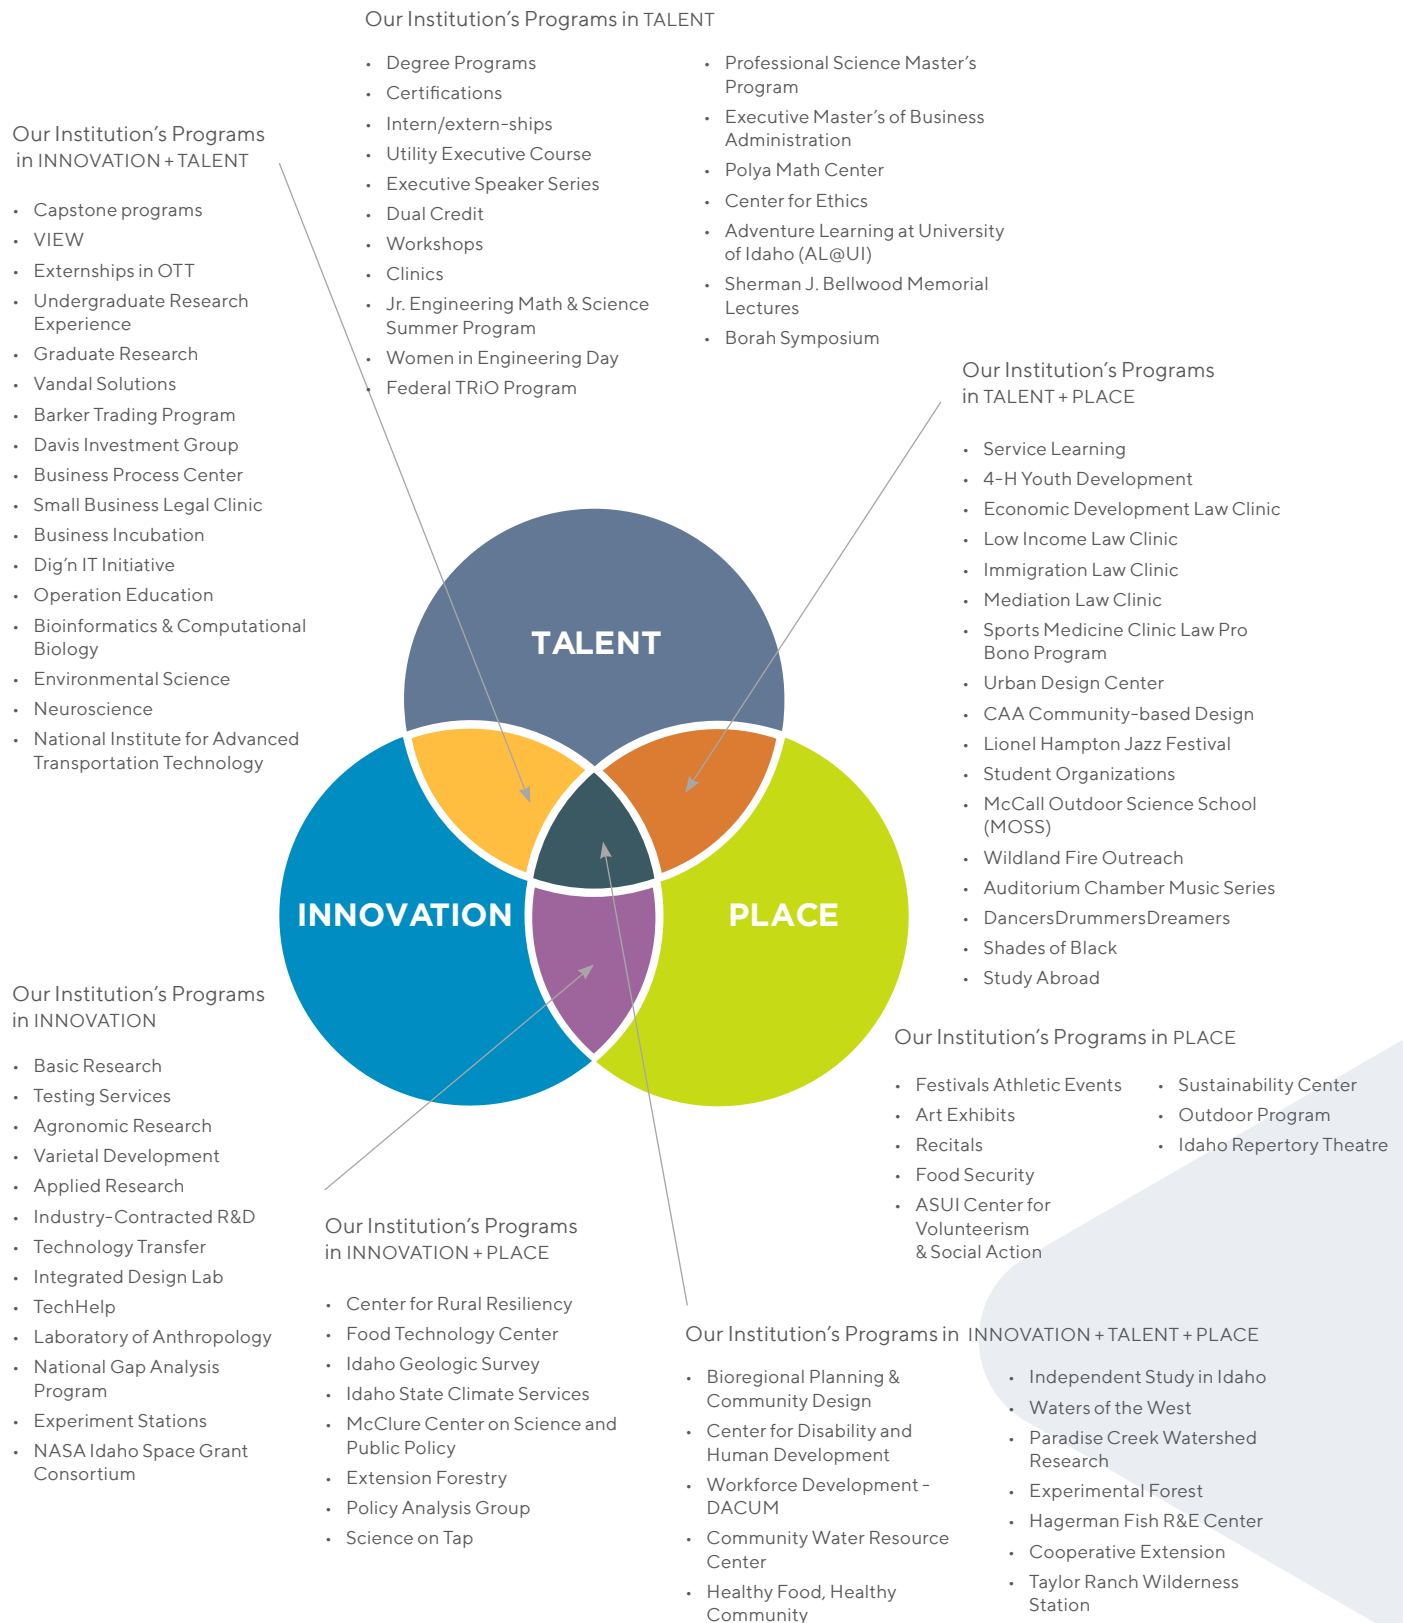 Our Institution's Programs in TALENT
• Degree Programs
• Certifications
• Intern/extern-ships
• Utility Executive Course
• Executive Speaker Series
• Dual Credit
• Workshops
• Clinics
• Jr. Engineering Math & Science
Summer Program
• Women in Engineering Day
• Federal TRiO Program
• Professional Science Master's
Program
• Executive Master's of Business
Administration
• Polya Math Center
• Center for Ethics
• Adventure Learning at University
of Idaho (AL@UI)
• Sherman J. Bellwood Memorial
Lectures
• Borah Symposium
Our Institution's Programs
in INNOVATION + TALENT
• Capstone programs
• VIEW
• Externships in OTT
• Undergraduate Research
Experience
• Graduate Research
• Vandal Solutions
• Barker Trading Program
• Davis Investment Group
• Business Process Center
• Small Business Legal Clinic
• Business Incubation
• Dig'n IT Initiative
• Operation Education
• Bioinformatics & Computational
Biology
• Environmental Science
• Neuroscience
• National Institute for Advanced
Transportation Technology
Our Institution's Programs
in TALENT + PLACE
• Service Learning
• 4-H Youth Development
• Economic Development Law Clinic
• Low Income Law Clinic
• Immigration Law Clinic
• Mediation Law Clinic
• Sports Medicine Clinic Law Pro
Bono Program
• Urban Design Center
• CAA Community-based Design
• Lionel Hampton Jazz Festival
• Student Organizations
• McCall Outdoor Science School
(MOSS)
• Wildland Fire Outreach
• Auditorium Chamber Music Series
• DancersDrummersDreamers
• Shades of Black
• Study Abroad
TALENT
INNOVATION
PLACE
Our Institution's Programs
in INNOVATION
• Basic Research
• Testing Services
• Agronomic Research
• Varietal Development
• Applied Research
• Industry-Contracted R&D
• Technology Transfer
• Integrated Design Lab
• TechHelp
• Laboratory of Anthropology
• National Gap Analysis
Program
• Experiment Stations
• NASA Idaho Space Grant
Consortium
Our Institution's Programs in PLACE
• Festivals Athletic Events
• Art Exhibits
• Recitals
• Food Security
• ASUI Center for
Volunteerism
& Social Action
• Sustainability Center
• Outdoor Program
• Idaho Repertory Theatre
Our Institution's Programs
in INNOVATION + PLACE
• Center for Rural Resiliency
• Food Technology Center
• Idaho Geologic Survey
• Idaho State Climate Services
• McClure Center on Science and
Public Policy
• Extension Forestry
• Policy Analysis Group
• Science on Tap
Our Institution's Programs in INNOVATION + TALENT + PLACE
• Bioregional Planning &
Community Design
• Center for Disability and
Human Development
• Workforce Development -
DACUM
• Community Water Resource
Center
• Healthy Food, Healthy
Community
• Independent Study in Idaho
• Waters of the West
• Paradise Creek Watershed
Research
• Experimental Forest
• Hagerman Fish R&E Center
• Cooperative Extension
• Taylor Ranch Wilderness
Station